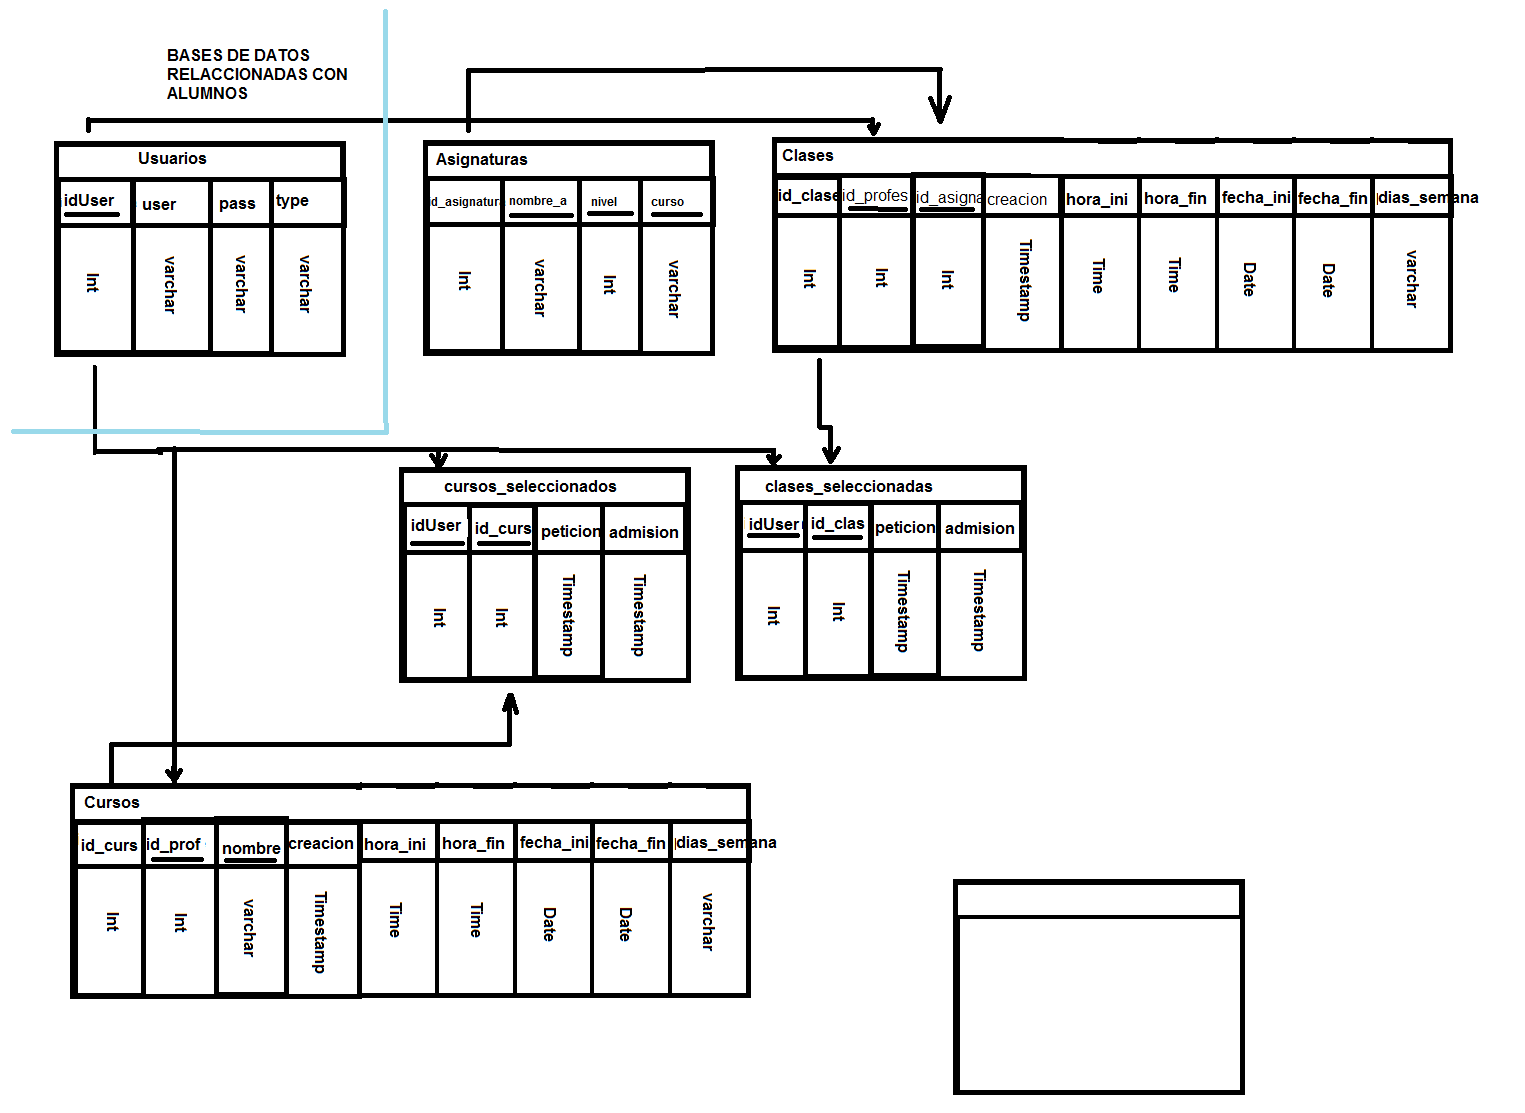 BASES DE DATOS
RELACCIONADAS CON
ALUMNOS
Usuarios
idUser user pass type
Int varchar varchar varchar
Asignaturas
id_asignatura nombre_a nivel curso
Int varchar Int varchar
Clases
id_clase id_profes id_asigna creacion hora_ini hora_fin fecha_ini fecha_fin dias_semana
Int Int Int Timestamp Time Time Date Date varchar
cursos_seleccionados
idUser id_curs peticion admision
Int Int Timestamp Timestamp
clases_seleccionadas
idUser id_clas peticion admision
Int Int Timestamp Timestamp
Cursos
id_curs id_prof nombre creacion hora_ini hora_fin fecha_ini fecha_fin dias_semana
Int Int varchar Timestamp Time Time Date Date varchar